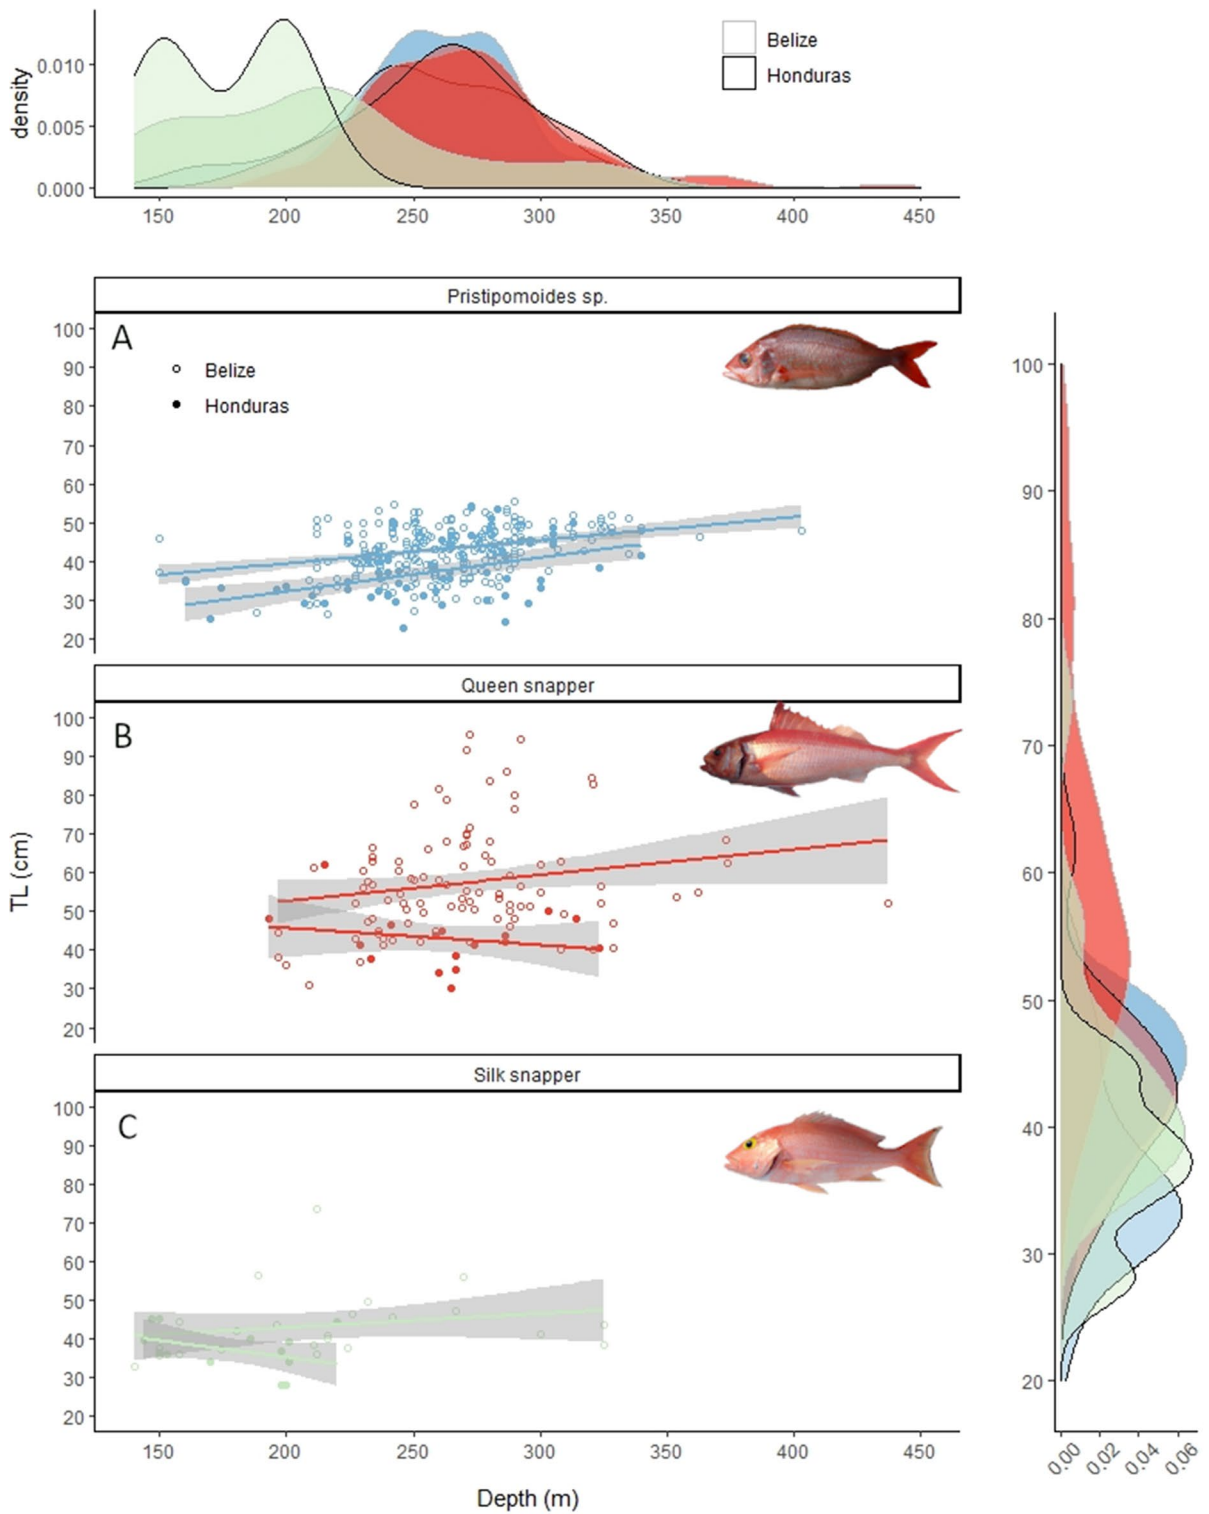 density
0.010
0.005
0.000
Belize
Honduras
150 200 250 300 350 400 450
Pristipomoides sp.
A
Belize
Honduras
100
90
80
70
60
50
40
30
20
Queen snapper
B
100
90
80
70
60
50
40
30
20
TL (cm)
Silk snapper
C
100
90
80
70
60
50
40
30
20
150 200 250 300 350 400 450
Depth (m)
100
90
80
70
60
50
40
30
20
0.00 0.02 0.04 0.06